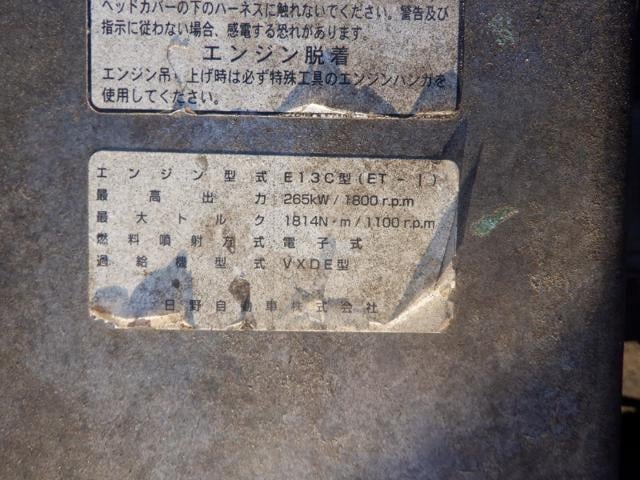 ヘッドカバーの下のハーネスに触れないでください。警告及び
指示に従わない場合、感電する恐れがあります。
エンジン脱着
エンジン吊り上げ時は必ず特殊工具のエンジンハンガを
使用してください。
エンジン型式 E13C型(ET-Ⅰ)
最高出力 265kW/1800r.p.m
最大トルク 1814N・m/1100r.p.m
燃料噴射方式 電子式
過給機型式 VXDE型
日野自動車株式会社